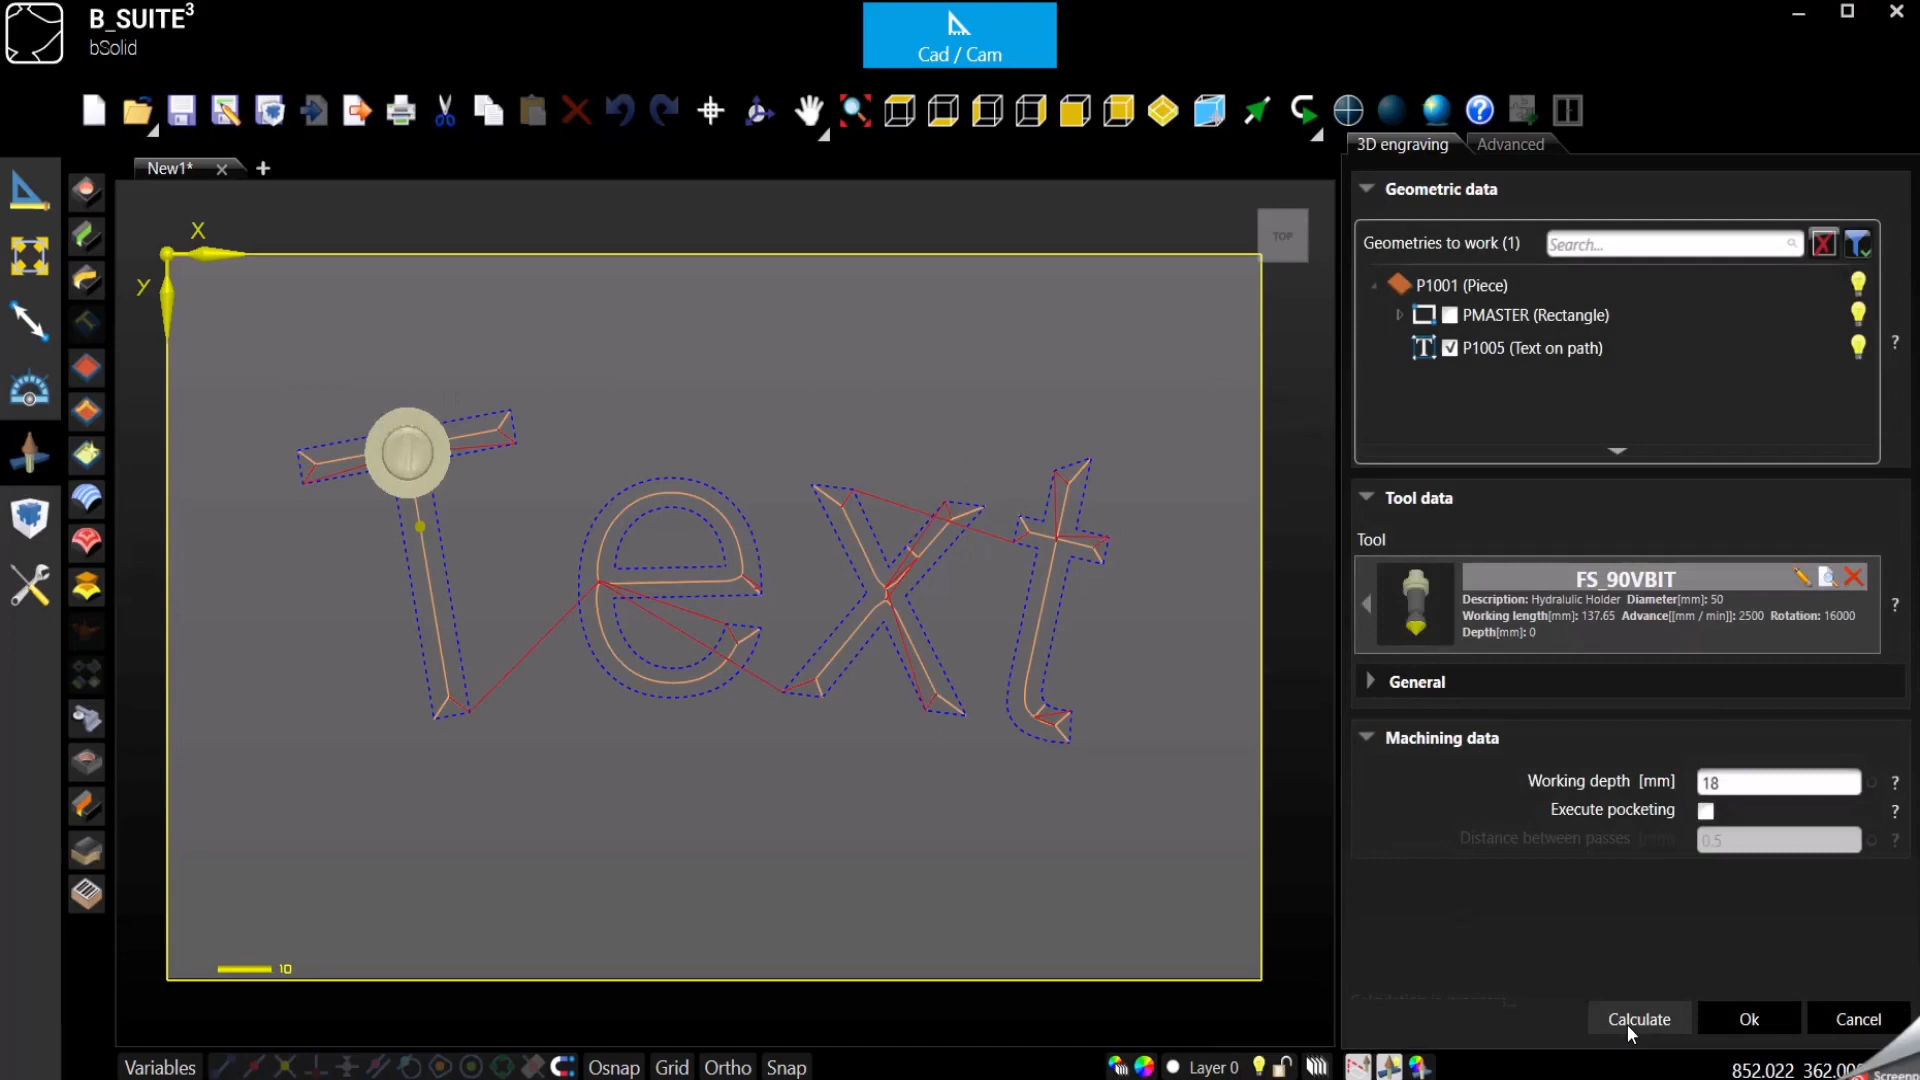 B_SUITE³
bSolid
Cad / Cam
New1*
3D engraving
Advanced
Geometric data
Geometries to work (1)
Search...
P1001 (Piece)
PMASTER (Rectangle)
P1005 (Text on path)
?
X
Y
TOP
Text
10
Tool data
Tool
FS_90VBIT
Description: Hydralulic Holder Diameter[mm]: 50
Working length[mm]: 137.65 Advance[[mm / min]]: 2500 Rotation: 16000
Depth[mm]: 0
?
General
Machining data
Working depth [mm]
18
?
Execute pocketing
?
Distance between passes [mm]
0.5
?
Calculate
Ok
Cancel
Variables
Osnap
Grid
Ortho
Snap
Layer 0
852.022